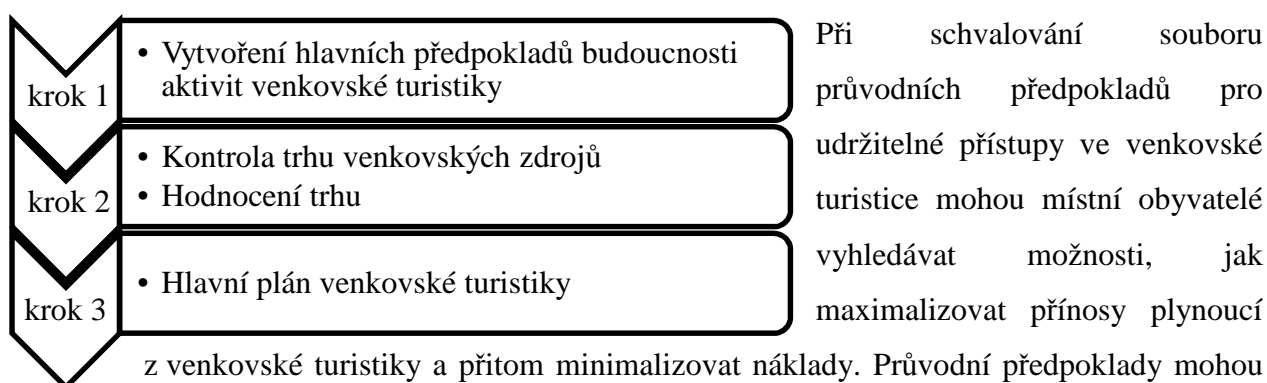 krok 1
• Vytvoření hlavních předpokladů budoucnosti
aktivit venkovské turistiky
krok 2
• Kontrola trhu venkovských zdrojů
• Hodnocení trhu
krok 3
• Hlavní plán venkovské turistiky
Při schvalování souboru
průvodních předpokladů pro
udržitelné přístupy ve venkovské
turistice mohou místní obyvatelé
vyhledávat možnosti, jak
maximalizovat přínosy plynoucí
z venkovské turistiky a přitom minimalizovat náklady. Průvodní předpoklady mohou